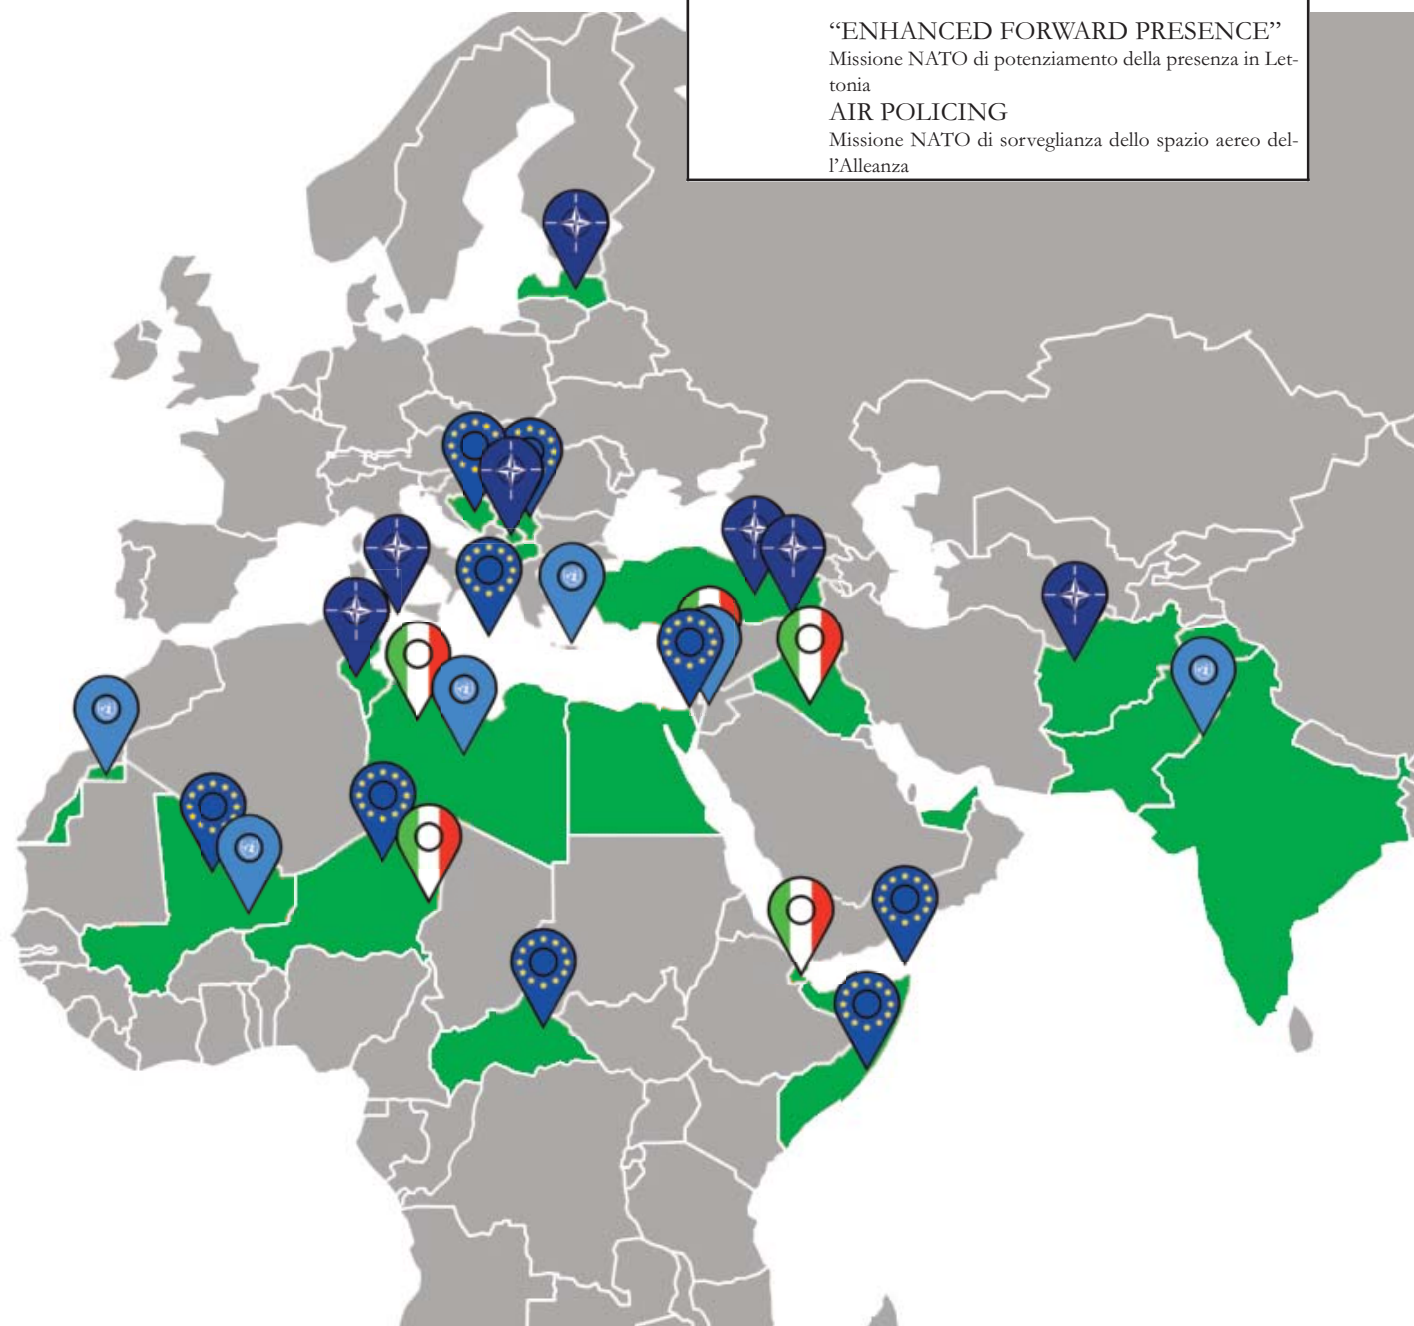 “ENHANCED FORWARD PRESENCE”
Missione NATO di potenziamento della presenza in Let-
tonia
AIR POLICING
Missione NATO di sorveglianza dello spazio aereo del-
l’Alleanza